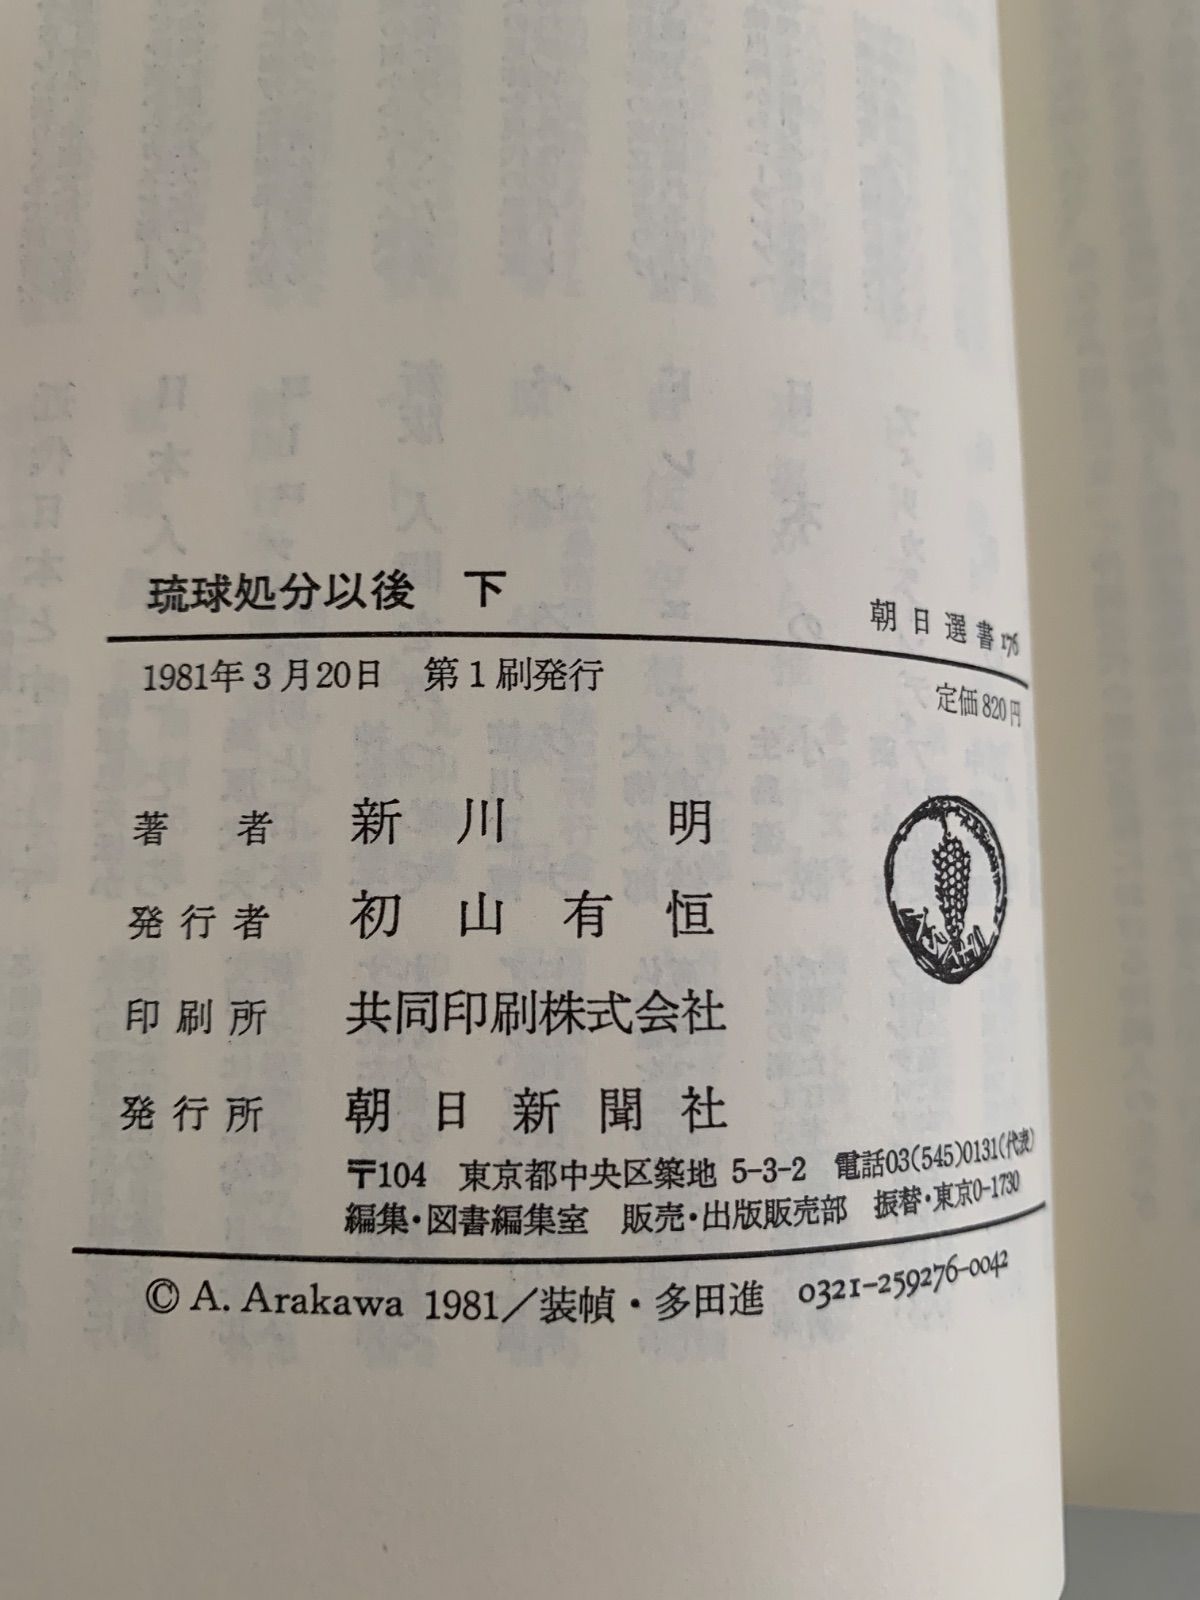 琉球処分以後　下
朝日選書 176
1981年3月20日　第1刷発行
定価820円
著者　新川明
発行者　初山有恒
印刷所　共同印刷株式会社
発行所　朝日新聞社
〒104　東京都中央区築地 5-3-2　電話03(545)0131(代表)
編集・図書編集室　販売・出版販売部　振替・東京0-1730
© A. Arakawa 1981／装幀・多田進　0321-259276-0042